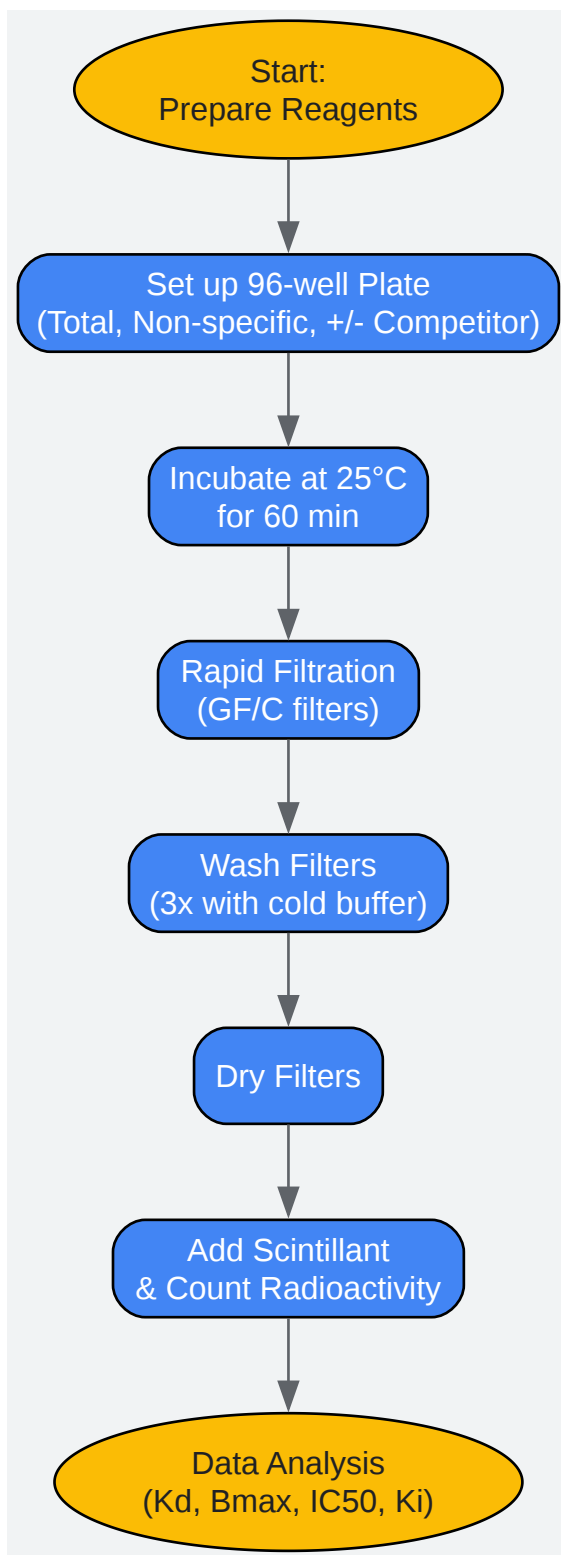 Start:
Prepare Reagents
Set up 96-well Plate
(Total, Non-specific, +/- Competitor)
Incubate at 25°C
for 60 min
Rapid Filtration
(GF/C filters)
Wash Filters
(3x with cold buffer)
Dry Filters
Add Scintillant
& Count Radioactivity
Data Analysis
(Kd, Bmax, IC50, Ki)